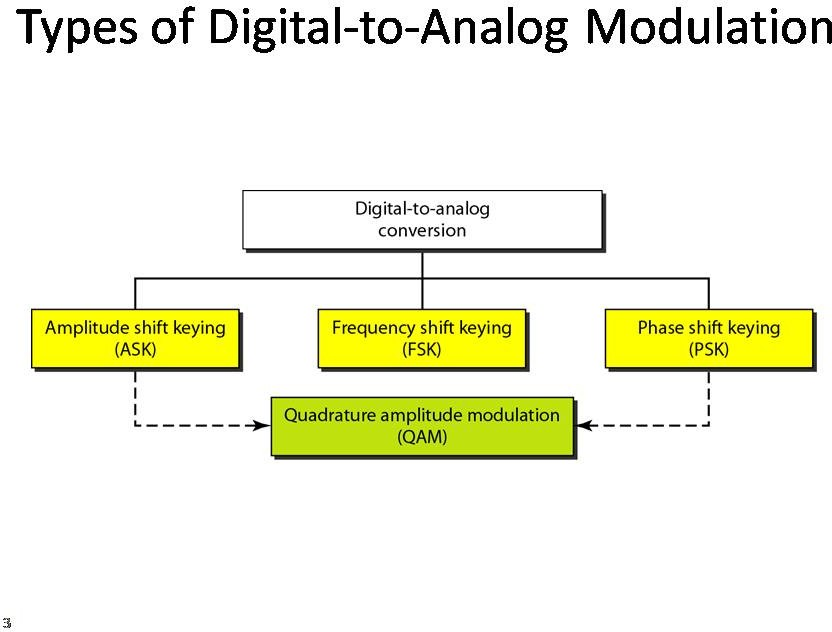 Types of Digital-to-Analog Modulation
Digital-to-analog
conversion
Amplitude shift keying
(ASK)
Frequency shift keying
(FSK)
Phase shift keying
(PSK)
Quadrature amplitude modulation
(QAM)
3